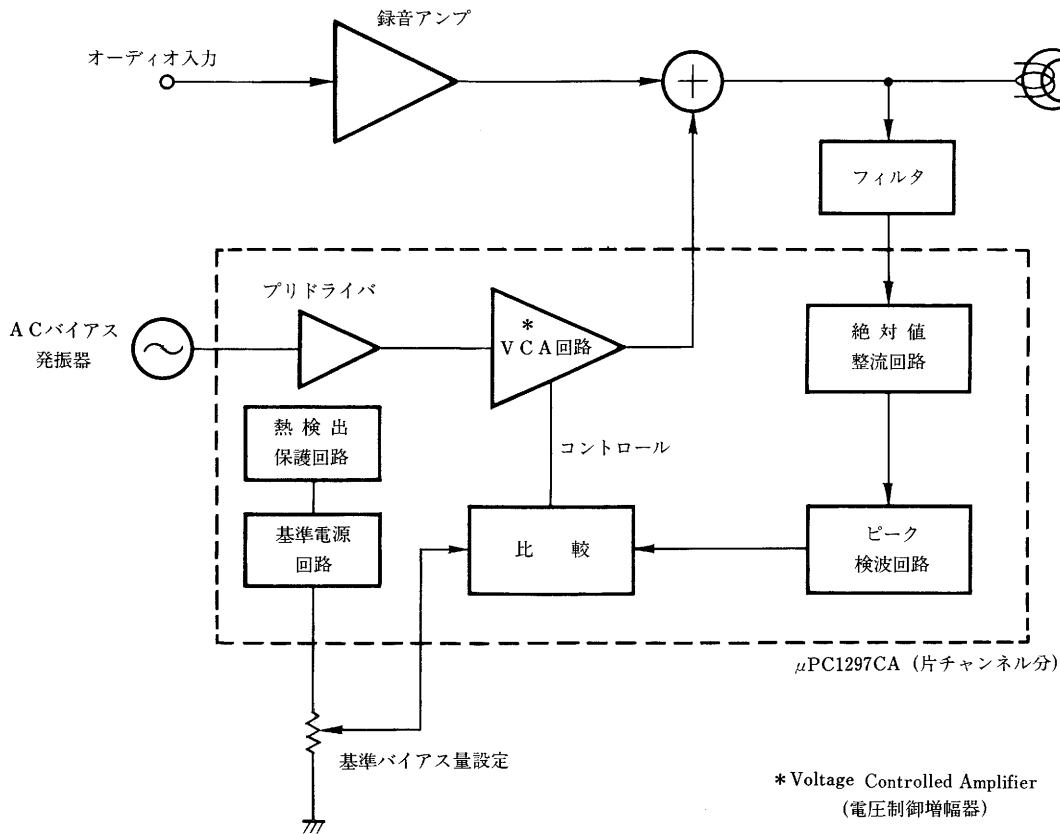 録音アンプ
オーディオ入力
フィルタ
プリドライバ
ACバイアス
発振器
*
VCA回路
絶対値
整流回路
熱検出
保護回路
コントロール
基準電源
回路
比較
ピーク
検波回路
μPC1297CA (片チャンネル分)
基準バイアス量設定
*Voltage Controlled Amplifier
(電圧制御増幅器)